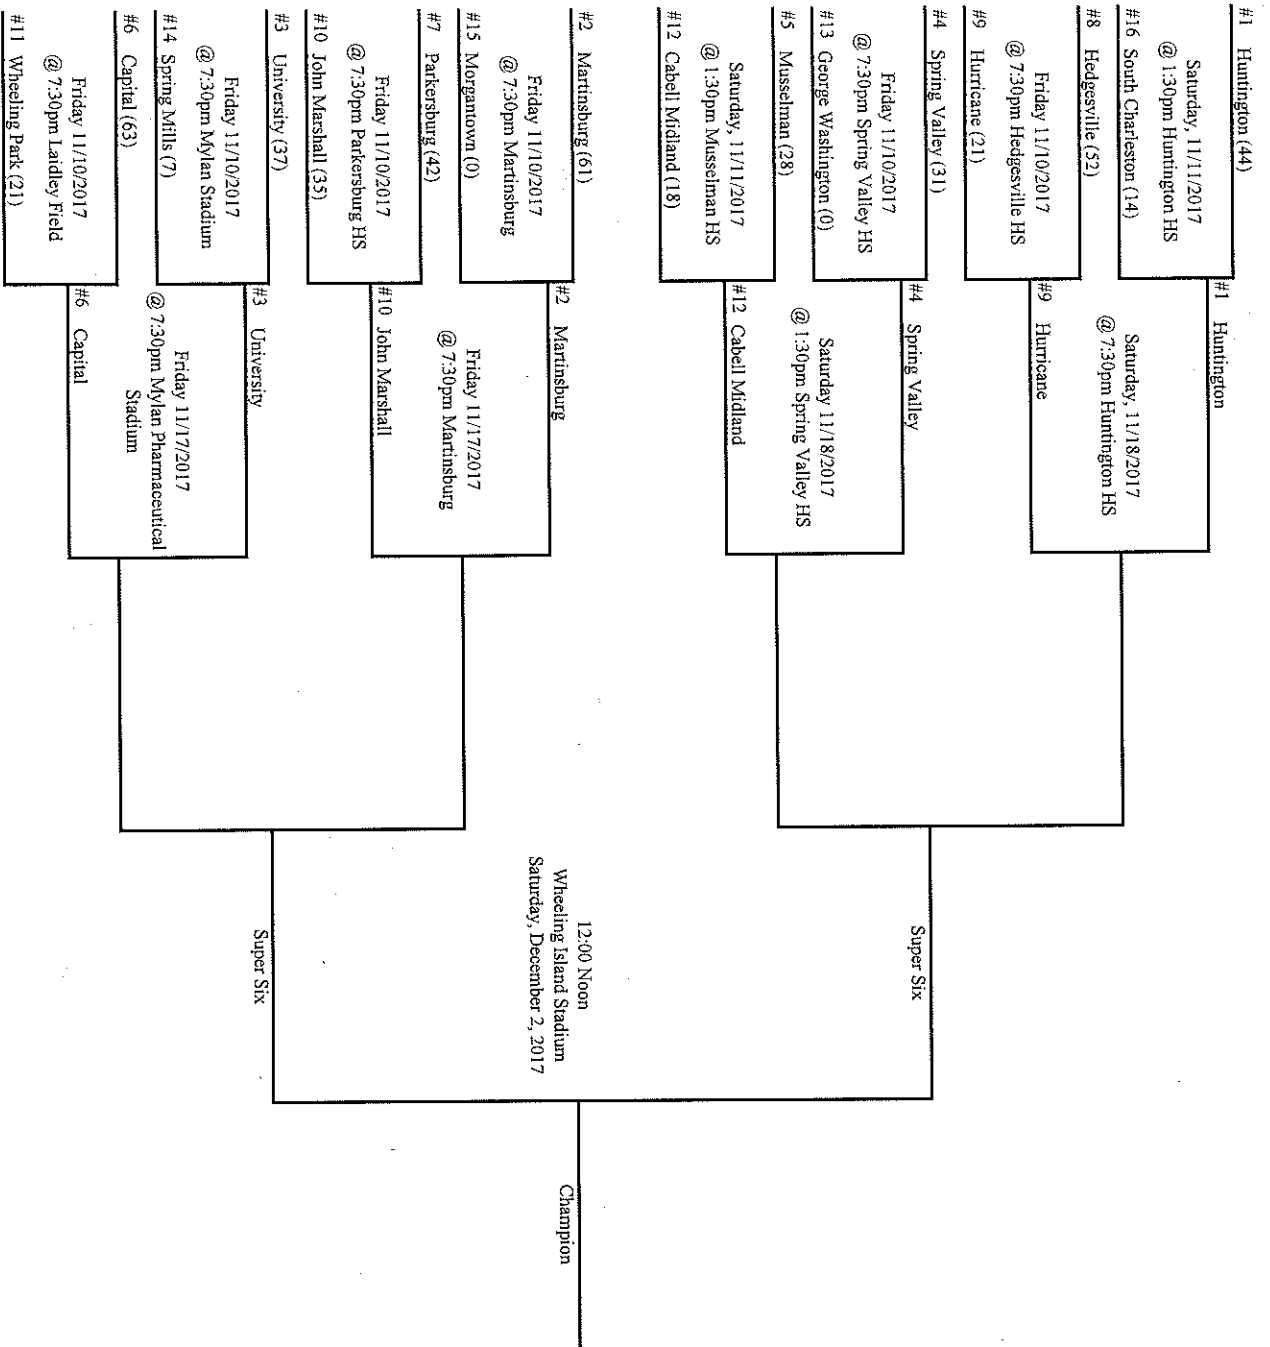 #1 Huntington (44)
Saturday, 11/11/2017
@ 1:30pm Huntington HS
#16 South Charleston (14)
#8 Hedgesville (52)
Friday 11/10/2017
@ 7:30pm Hedgesville HS
#9 Hurricane (21)
#4 Spring Valley (31)
Friday 11/10/2017
@ 7:30pm Spring Valley HS
#13 George Washington (0)
#5 Musselman (28)
Saturday, 11/11/2017
@ 1:30pm Musselman HS
#12 Cabell Midland (18)
#2 Martinsburg (61)
Friday 11/10/2017
@ 7:30pm Martinsburg
#15 Morgantown (0)
#7 Parkersburg (42)
Friday 11/10/2017
@ 7:30pm Parkersburg HS
#10 John Marshall (35)
#3 University (37)
Friday 11/10/2017
@ 7:30pm Mylan Stadium
#14 Spring Mills (7)
#6 Capital (63)
Friday 11/10/2017
@ 7:30pm Laidley Field
#11 Wheeling Park (21)
#1 Huntington
Saturday, 11/18/2017
@ 7:30pm Huntington HS
#9 Hurricane
#4 Spring Valley
Saturday 11/18/2017
@ 1:30pm Spring Valley HS
#12 Cabell Midland
#2 Martinsburg
Friday 11/17/2017
@ 7:30pm Martinsburg
#10 John Marshall
#3 University
Friday 11/17/2017
@ 7:30pm Mylan Pharmaceutical
Stadium
#6 Capital
Super Six
12:00 Noon
Wheeling Island Stadium
Saturday, December 2, 2017
Super Six
Champion